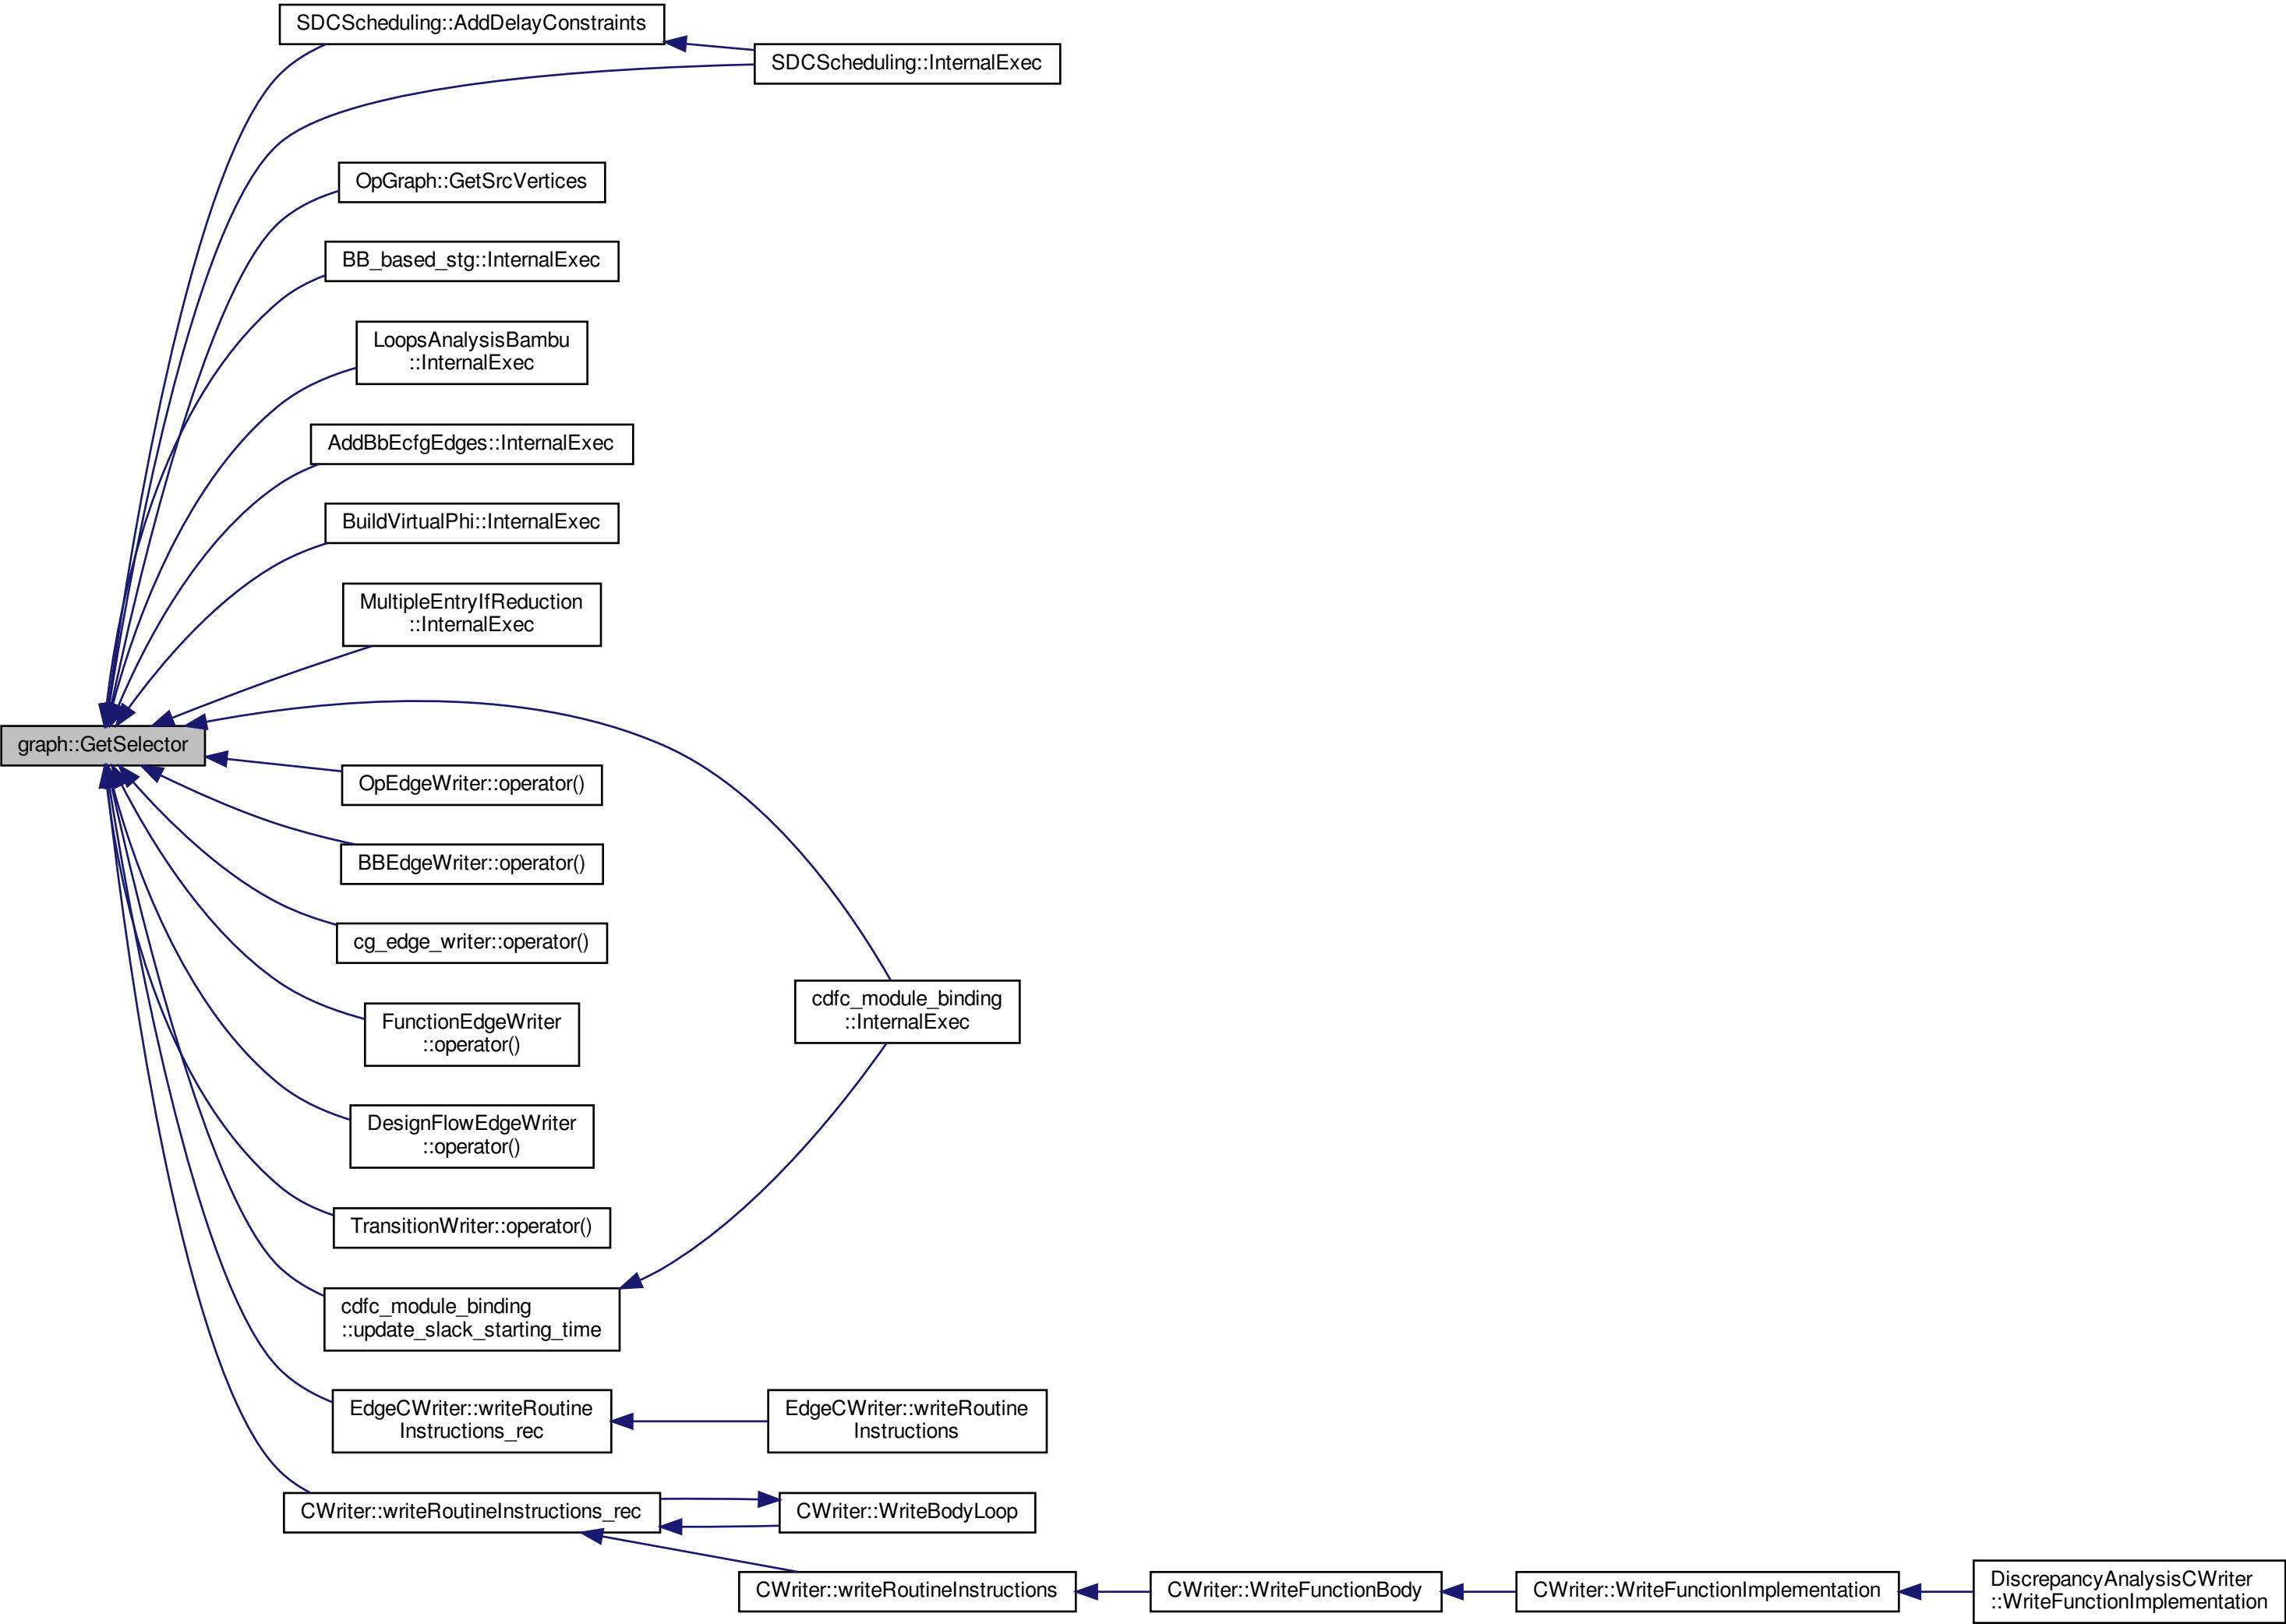 SDCScheduling::AddDelayConstraints
SDCScheduling::InternalExec
OpGraph::GetSrcVertices
BB_based_stg::InternalExec
LoopsAnalysisBambu
::InternalExec
AddBbEcfgEdges::InternalExec
BuildVirtualPhi::InternalExec
MultipleEntryIfReduction
::InternalExec
graph::GetSelector
OpEdgeWriter::operator()
BBEdgeWriter::operator()
cg_edge_writer::operator()
cdfc_module_binding
::InternalExec
FunctionEdgeWriter
::operator()
DesignFlowEdgeWriter
::operator()
TransitionWriter::operator()
cdfc_module_binding
::update_slack_starting_time
EdgeCWriter::writeRoutine
Instructions_rec
EdgeCWriter::writeRoutine
Instructions
CWriter::writeRoutineInstructions_rec
CWriter::WriteBodyLoop
CWriter::writeRoutineInstructions
CWriter::WriteFunctionBody
CWriter::WriteFunctionImplementation
DiscrepancyAnalysisCWriter
::WriteFunctionImplementation